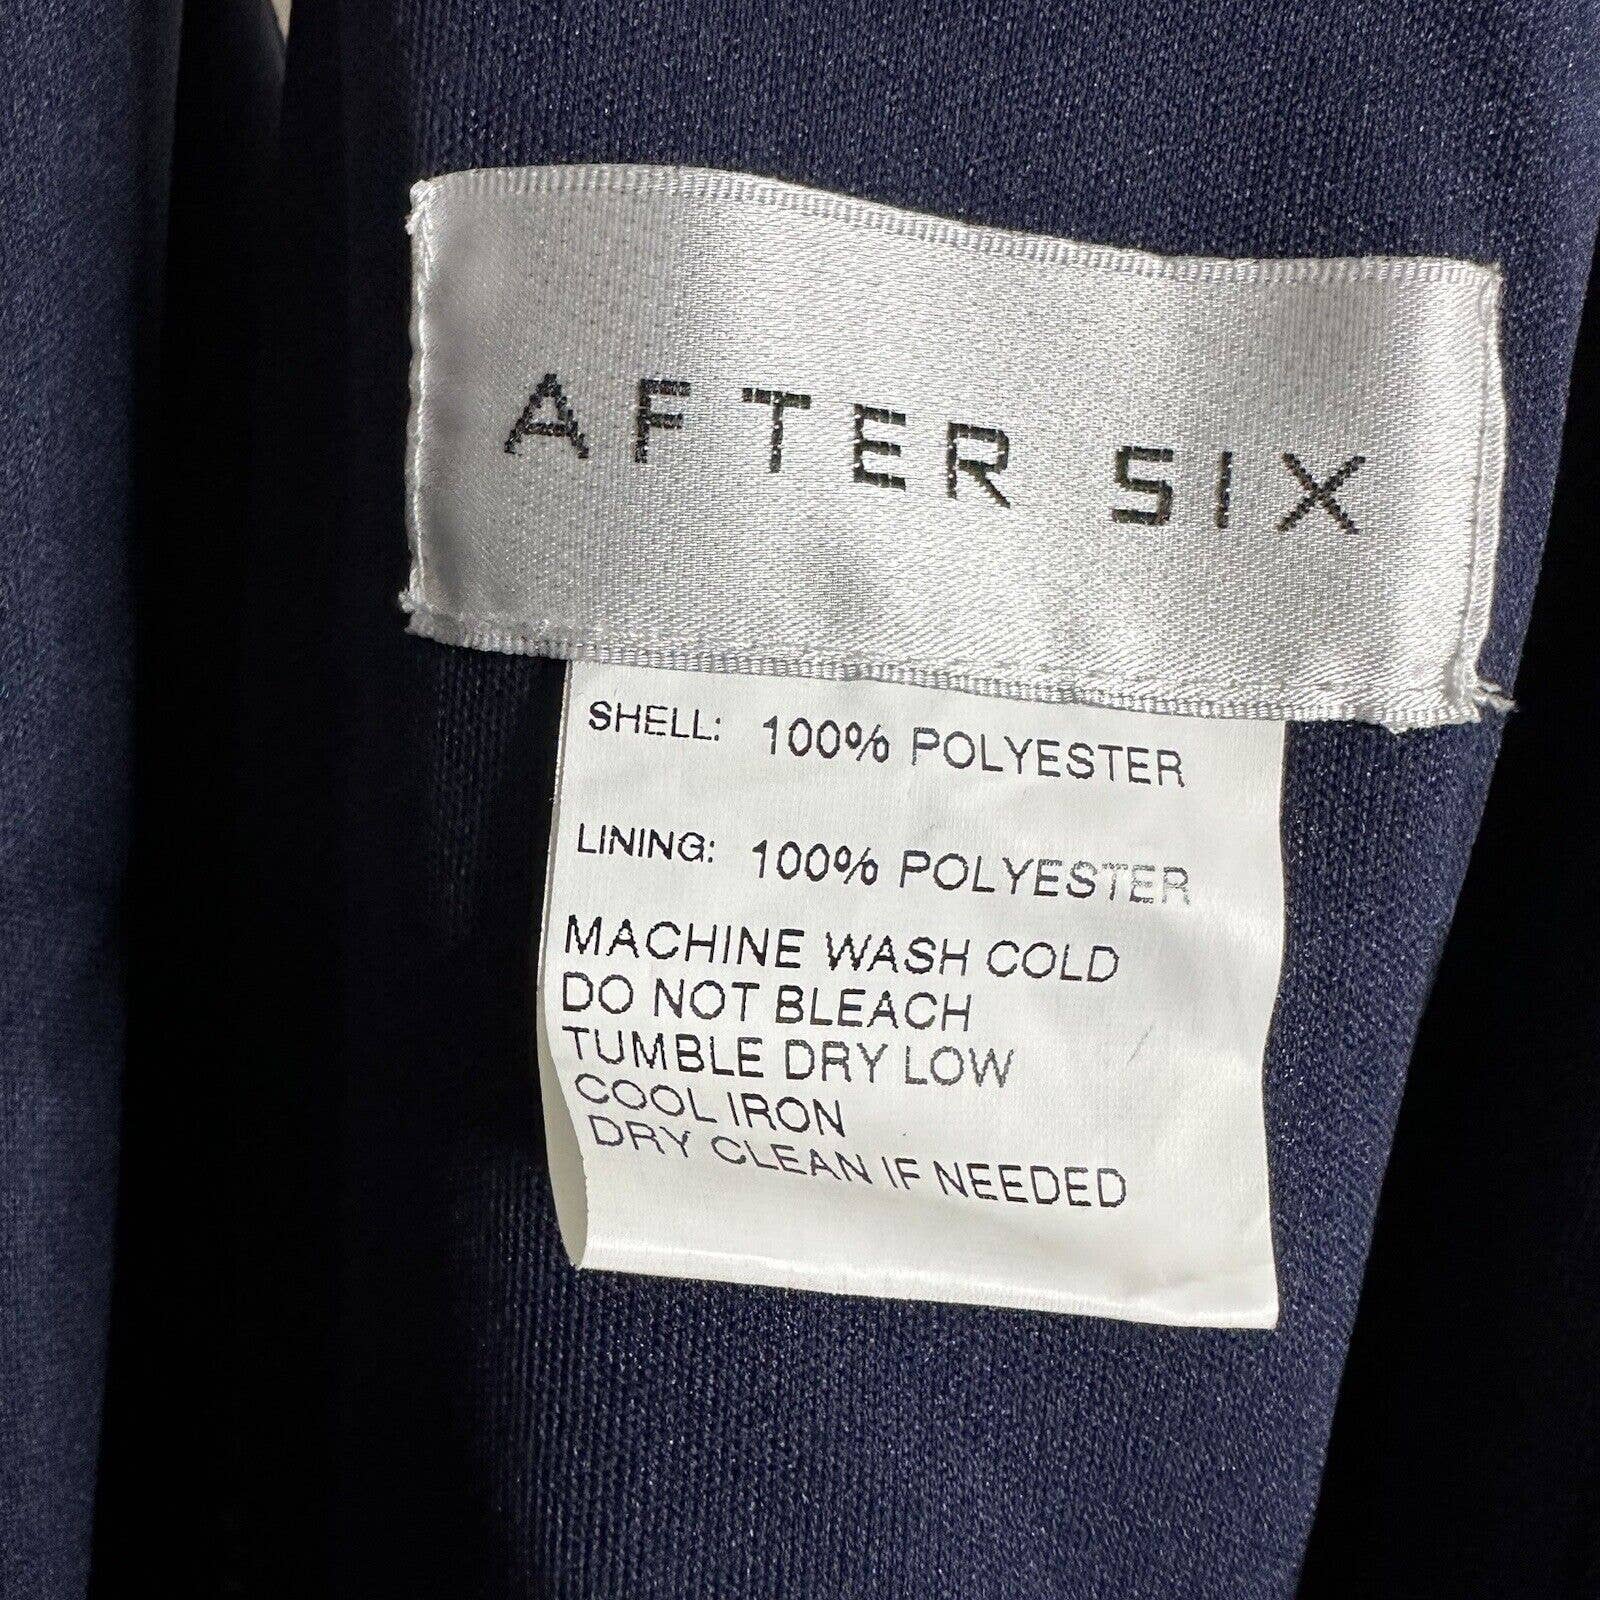 AFTER SIX
SHELL: 100% POLYESTER
LINING: 100% POLYESTER
MACHINE WASH COLD
DO NOT BLEACH
TUMBLE DRY LOW
COOL IRON
DRY CLEAN IF NEEDED